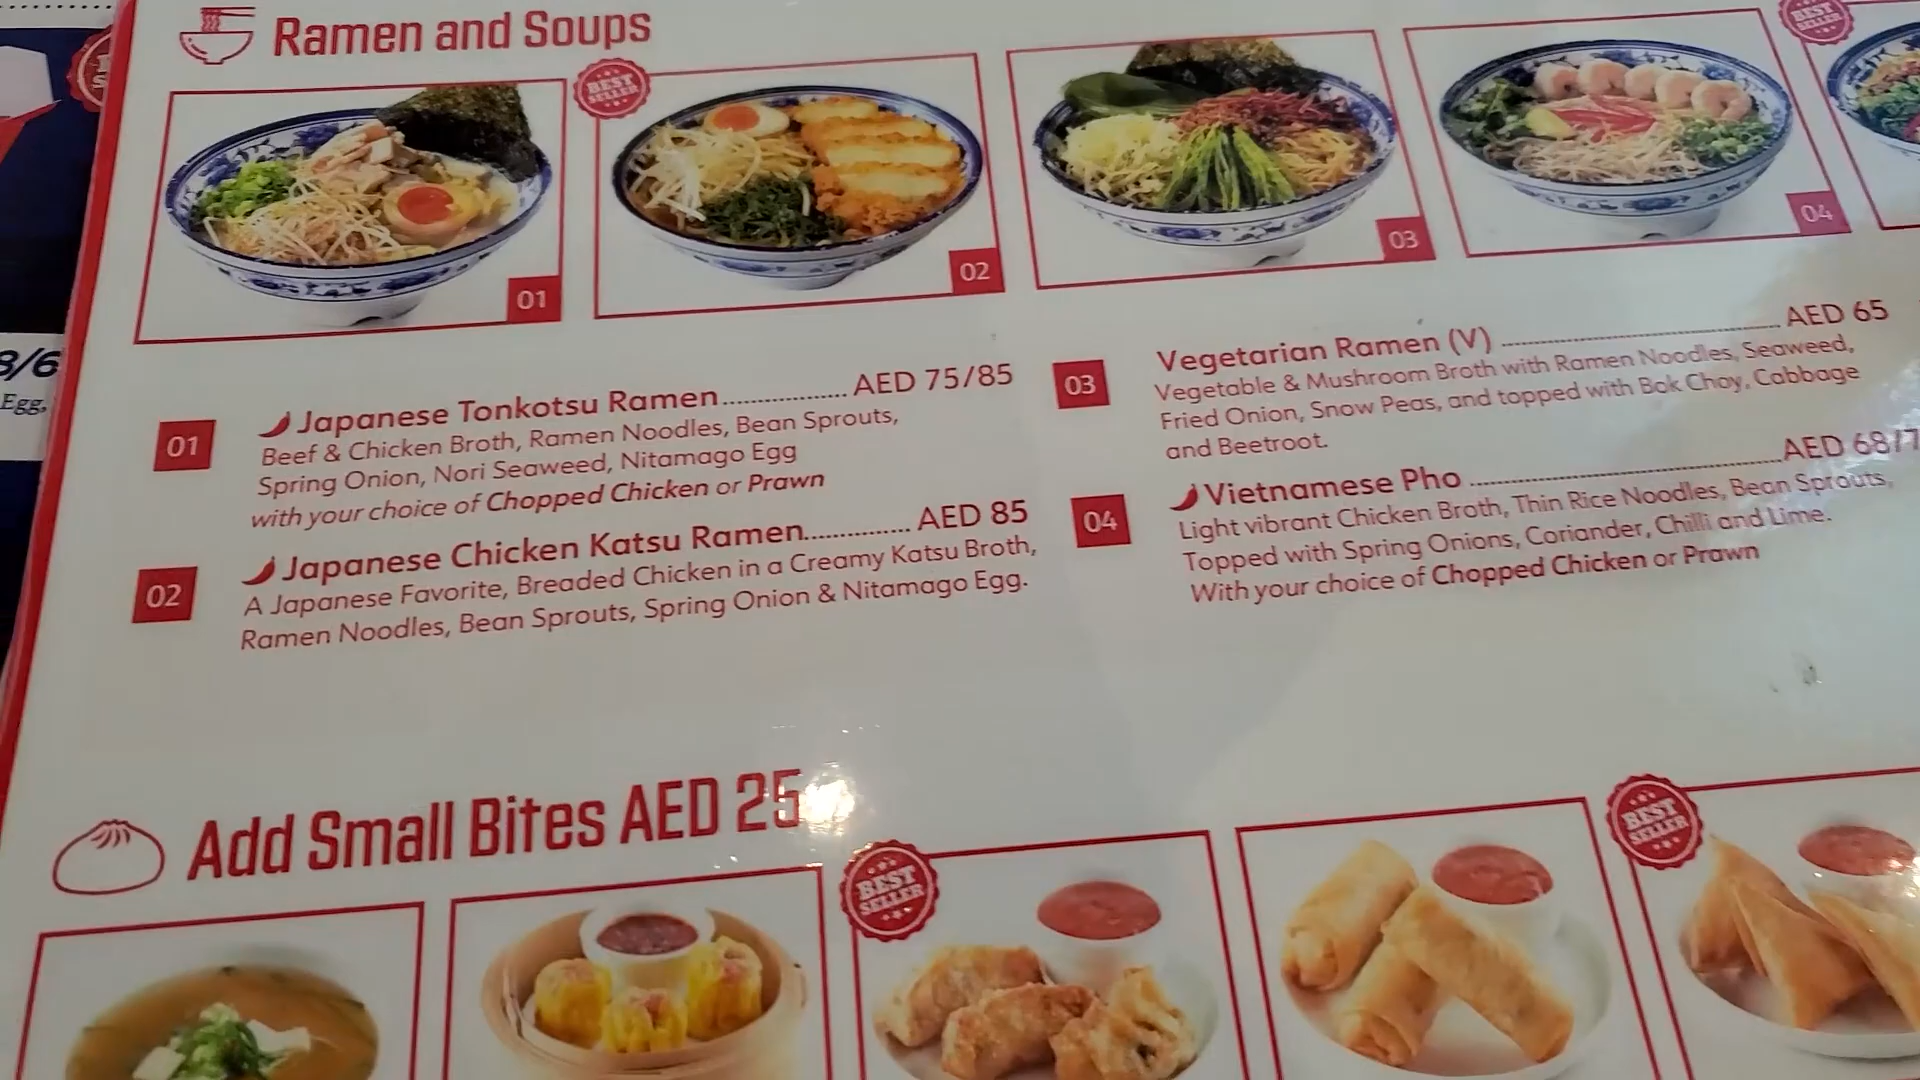 Ramen and Soups
BEST SELLER
BEST SELLER
01
02
03
04
01
Japanese Tonkotsu Ramen............... AED 75/85
Beef & Chicken Broth, Ramen Noodles, Bean Sprouts,
Spring Onion, Nori Seaweed, Nitamago Egg
with your choice of Chopped Chicken or Prawn
02
Japanese Chicken Katsu Ramen............. AED 85
A Japanese Favorite, Breaded Chicken in a Creamy Katsu Broth,
Ramen Noodles, Bean Sprouts, Spring Onion & Nitamago Egg.
03
Vegetarian Ramen (V) ........................................ AED 65
Vegetable & Mushroom Broth with Ramen Noodles, Seaweed,
Fried Onion, Snow Peas, and topped with Bok Choy, Cabbage
and Beetroot.
04
Vietnamese Pho ............................................. AED 68/7
Light vibrant Chicken Broth, Thin Rice Noodles, Bean Sprouts,
Topped with Spring Onions, Coriander, Chilli and Lime.
With your choice of Chopped Chicken or Prawn
Egg,
Add Small Bites AED 25
BEST SELLER
BEST SELLER